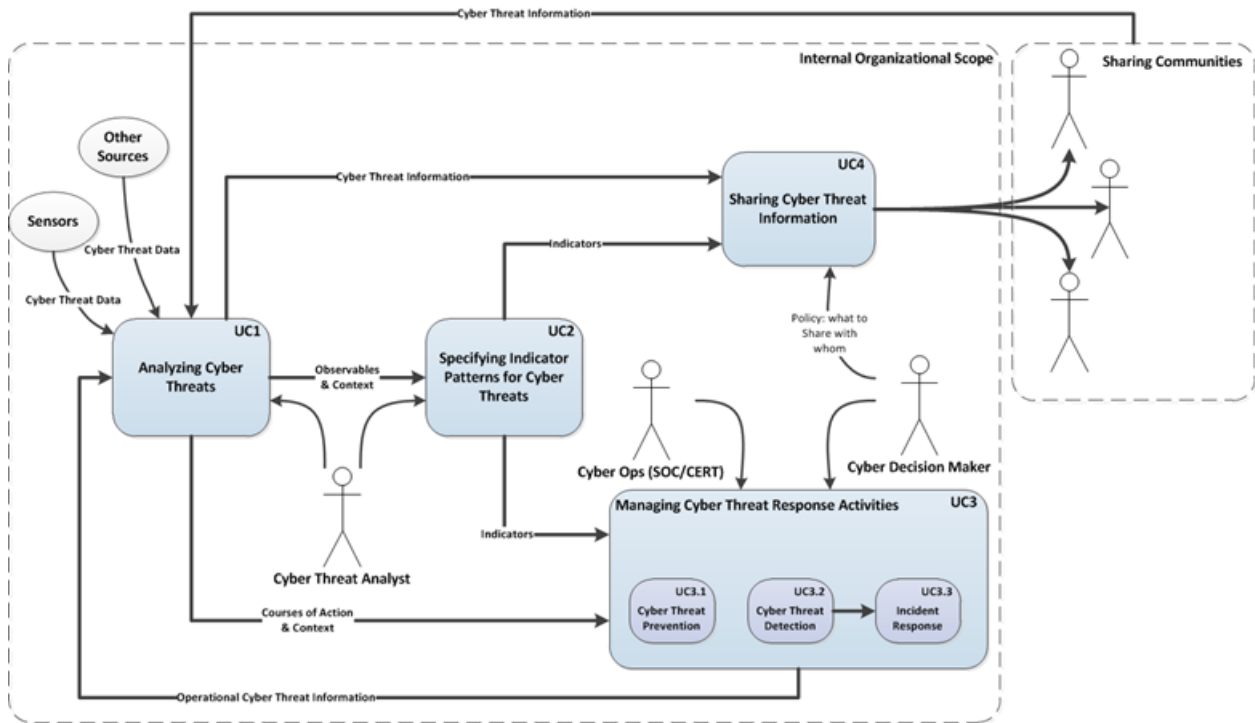 Cyber Threat Information
Internal Organizational Scope
Sharing Communities
Other
Sources
Sensors
Cyber Threat Data
Cyber Threat Data
Cyber Threat Information
UC4
Sharing Cyber Threat
Information
Indicators
Policy: what to
Share with
whom
UC1
Analyzing Cyber
Threats
Observables
& Context
UC2
Specifying Indicator
Patterns for Cyber
Threats
Cyber Threat Analyst
Cyber Ops (SOC/CERT)
Cyber Decision Maker
Indicators
Managing Cyber Threat Response Activities
UC3
UC3.1
Cyber Threat
Prevention
UC3.2
Cyber Threat
Detection
UC3.3
Incident
Response
Courses of Action
& Context
Operational Cyber Threat Information